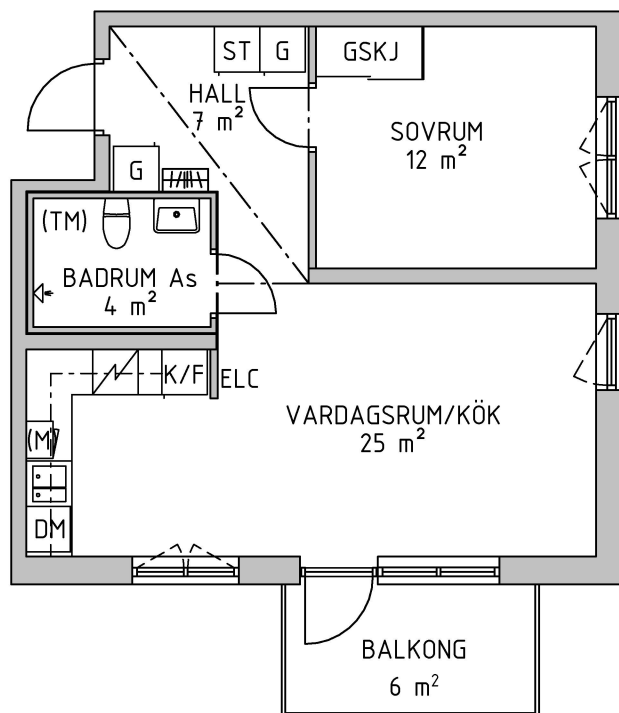 ST
G
GSKJ
HALL
7 m²
SOVRUM
12 m²
G
(TM)
BADRUM As
4 m²
K/F
ELC
VARDAGSRUM/KÖK
25 m²
(M)
DM
BALKONG
6 m²